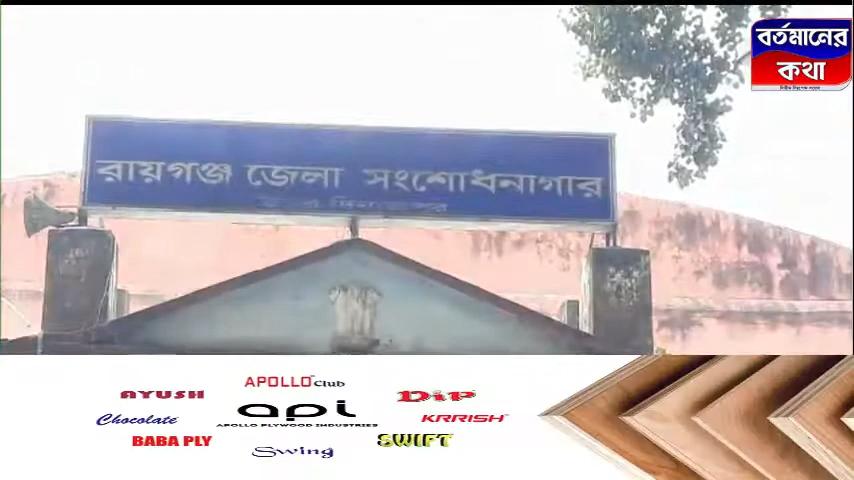 বর্তমানের
কথা
রায়গঞ্জ জেলা সংশোধনাগার
APOLLO Club
AYUSH
DiP
api
APOLLO PLYWOOD INDUSTRIES
Chocolate
KRRISH
BABA PLY
SWIFT
Swing